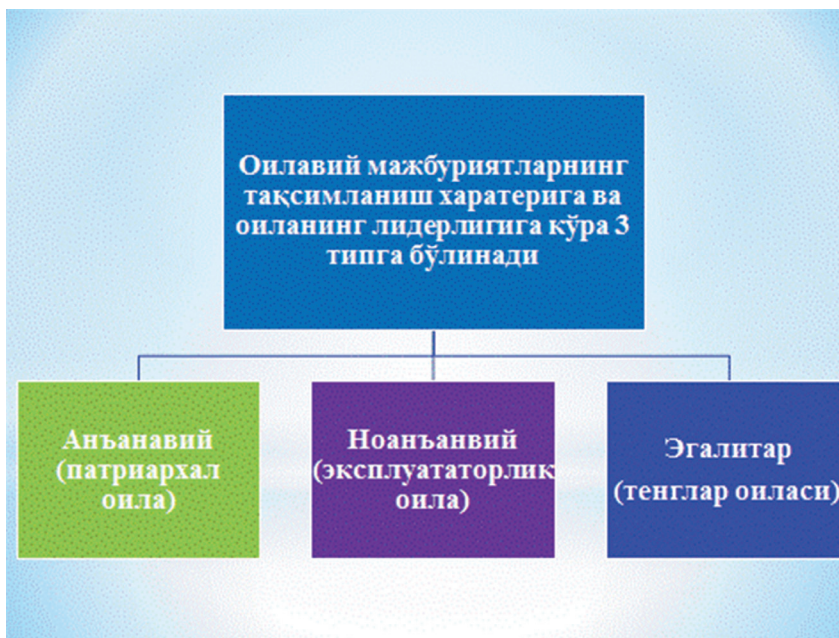 Оилавий мажбуриятларнинг
тақсимланиш харатерига ва
оиланинг лидерлигига кўра 3
типга бўлинади
Анъанавий
(патриархал
оила)
Ноанъанвий
(эксплуататорлик
оила)
Эгалитар
(тенглар оиласи)